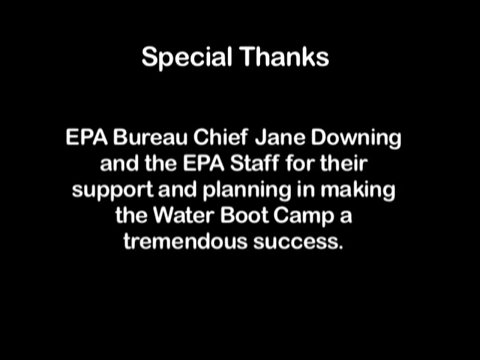 Special Thanks
EPA Bureau Chief Jane Downing
and the EPA Staff for their
support and planning in making
the Water Boot Camp a
tremendous success.